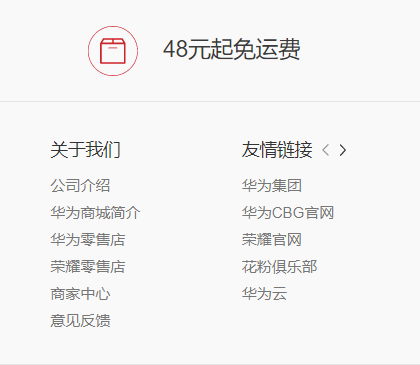 48元起免运费
关于我们
公司介绍
华为商城简介
华为零售店
荣耀零售店
商家中心
意见反馈
友情链接
华为集团
华为CBG官网
荣耀官网
花粉俱乐部
华为云